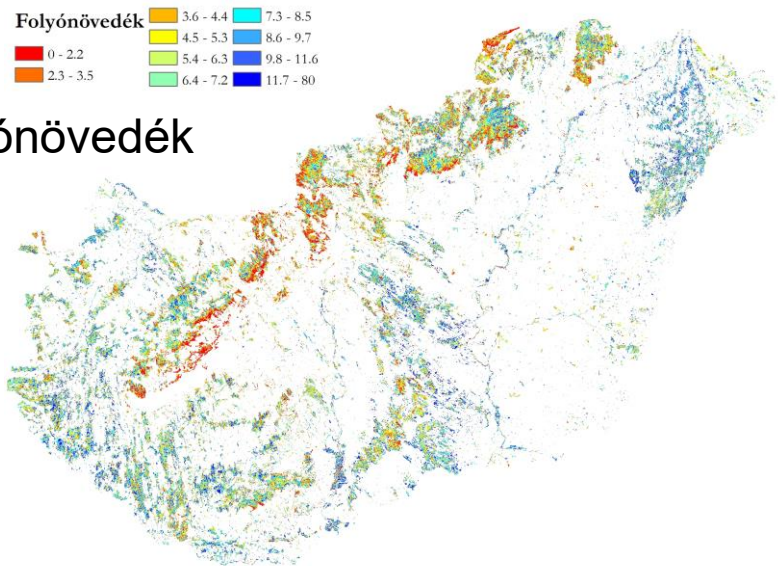 Folyónövedék
0 - 2.2
2.3 - 3.5
3.6 - 4.4
4.5 - 5.3
5.4 - 6.3
6.4 - 7.2
7.3 - 8.5
8.6 - 9.7
9.8 - 11.6
11.7 - 80
ónövedék